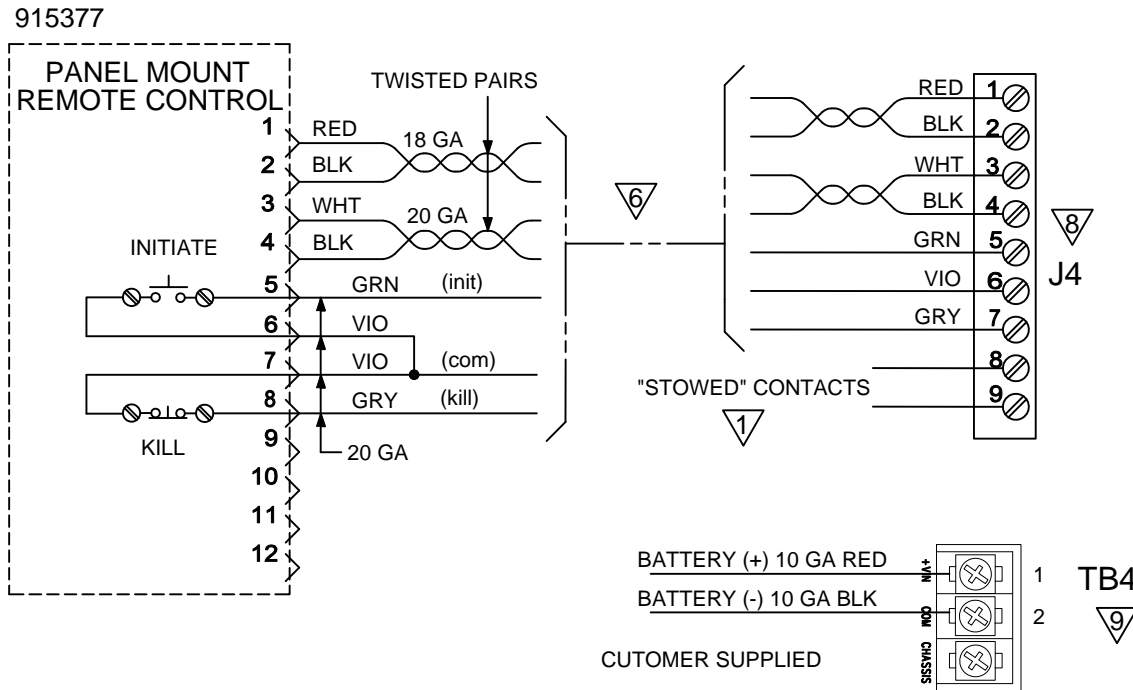 915377
PANEL MOUNT
REMOTE CONTROL
TWISTED PAIRS
1 RED
18 GA
2 BLK
3 WHT
20 GA
4 BLK
INITIATE
5 GRN (init)
6 VIO
7 VIO (com)
8 GRY (kill)
KILL
9
20 GA
10
11
12
6
RED 1
BLK 2
WHT 3
BLK 4
GRN 5
VIO 6
GRY 7
8
9
8
J4
"STOWED" CONTACTS
1
BATTERY (+) 10 GA RED
+VIN
1
TB4
BATTERY (-) 10 GA BLK
COM
2
9
CUTOMER SUPPLIED
CHASSIS